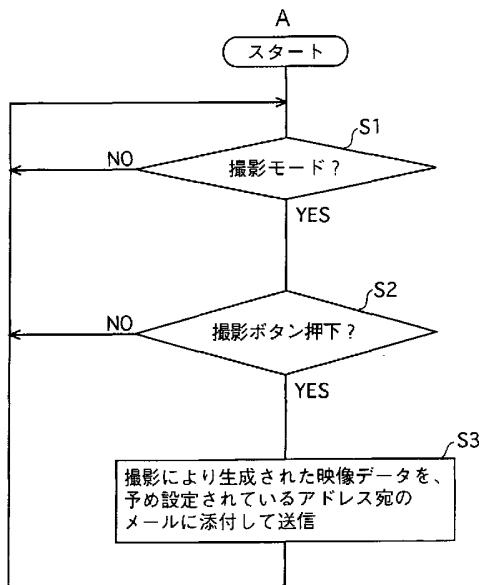 A
スタート
S1
撮影モード?
NO
YES
S2
撮影ボタン押下?
NO
YES
S3
撮影により生成された映像データを、
予め設定されているアドレス宛の
メールに添付して送信